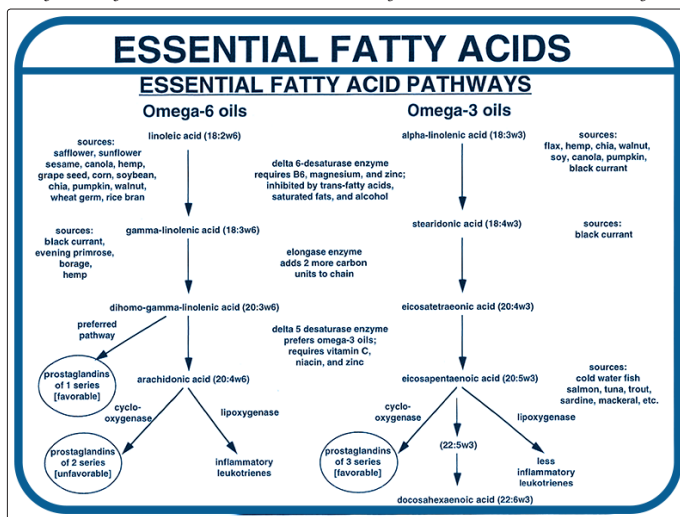 ESSENTIAL FATTY ACIDS
ESSENTIAL FATTY ACID PATHWAYS
Omega-6 oils
Omega-3 oils
sources:
safflower, sunflower
sesame, canola, hemp,
grape seed, corn, soybean,
chia, pumpkin, walnut,
wheat germ, rice bran
linoleic acid (18:2w6)
delta 6-desaturase enzyme
requires B6, magnesium, and zinc;
inhibited by trans-fatty acids,
saturated fats, and alcohol
alpha-linolenic acid (18:3w3)
sources:
flax, hemp, chia, walnut,
soy, canola, pumpkin,
black currant
sources:
black currant,
evening primrose,
borage,
hemp
gamma-linolenic acid (18:3w6)
elongase enzyme
adds 2 more carbon
units to chain
stearidonic acid (18:4w3)
sources:
black currant
dihomo-gamma-linolenic acid (20:3w6)
preferred
pathway
delta 5 desaturase enzyme
prefers omega-3 oils;
requires vitamin C,
niacin, and zinc
eicosatetraeonic acid (20:4w3)
prostaglandins
of 1 series
[favorable]
arachidonic acid (20:4w6)
eicosapentaenoic acid (20:5w3)
sources:
cold water fish
salmon, tuna, trout,
sardine, mackeral, etc.
cyclo-
oxygenase
lipoxygenase
cyclo-
oxygenase
lipoxygenase
prostaglandins
of 2 series
[unfavorable]
inflammatory
leukotrienes
prostaglandins
of 3 series
[favorable]
(22:5w3)
less
inflammatory
leukotrienes
docosahexaenoic acid (22:6w3)